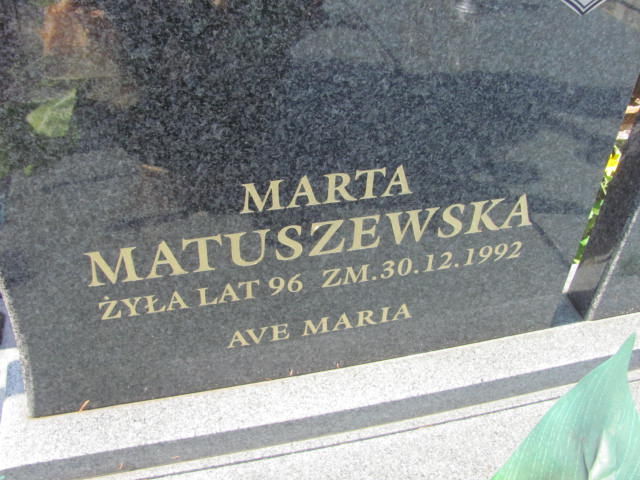 MARTA
MATUSZEWSKA
ŻYŁA LAT 96 ZM.30.12.1992
AVE MARIA